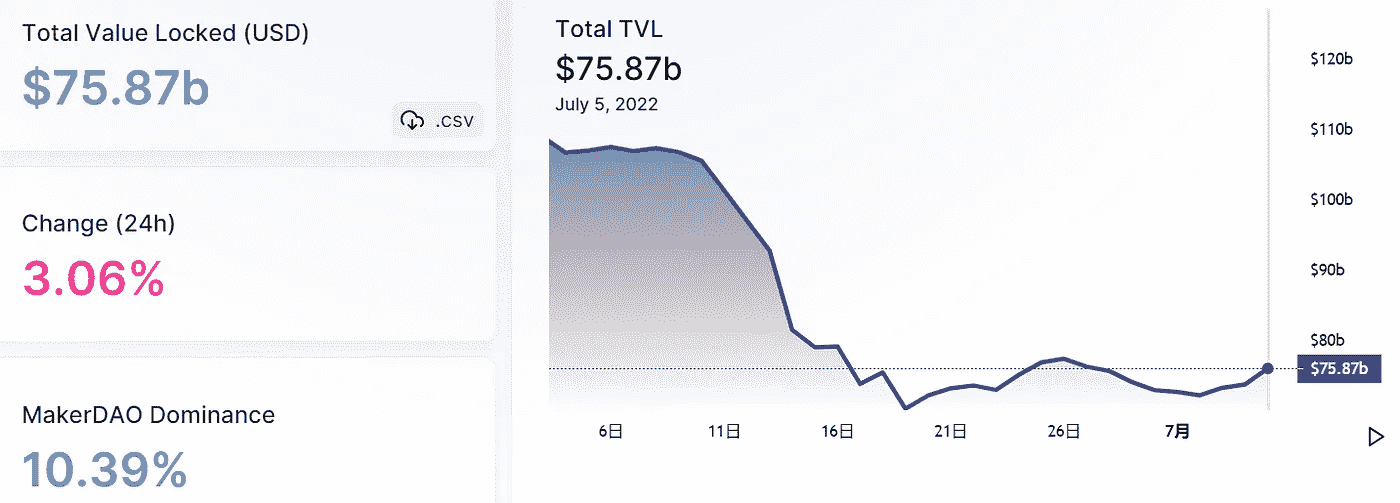 Total Value Locked (USD)
$75.87b
.csv
Change (24h)
3.06%
MakerDAO Dominance
10.39%
Total TVL
$75.87b
July 5, 2022
$120b
$110b
$100b
$90b
$80b
$75.87b
6日 11日 16日 21日 26日 7月